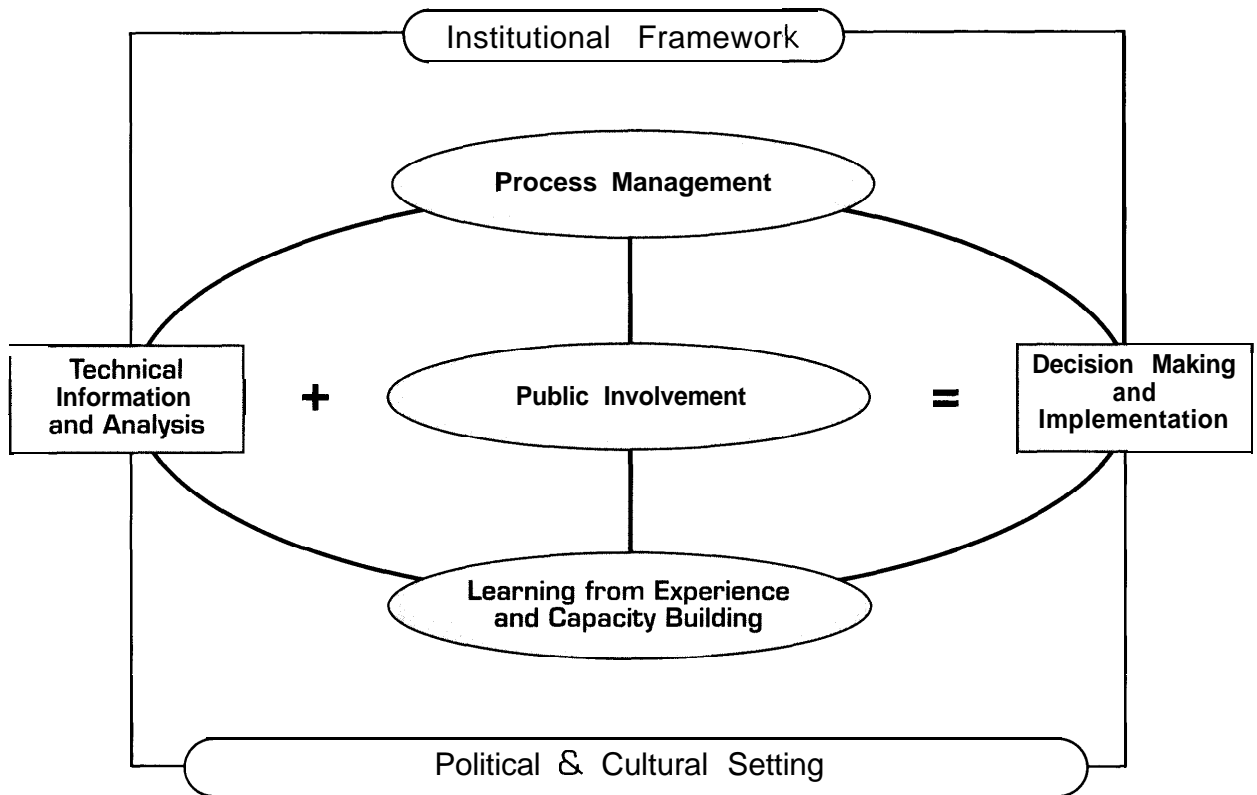 Institutional Framework
Process Management
Technical
Information
and Analysis
+
Public Involvement
=
Decision Making
and
Implementation
Learning from Experience
and Capacity Building
Political & Cultural Setting